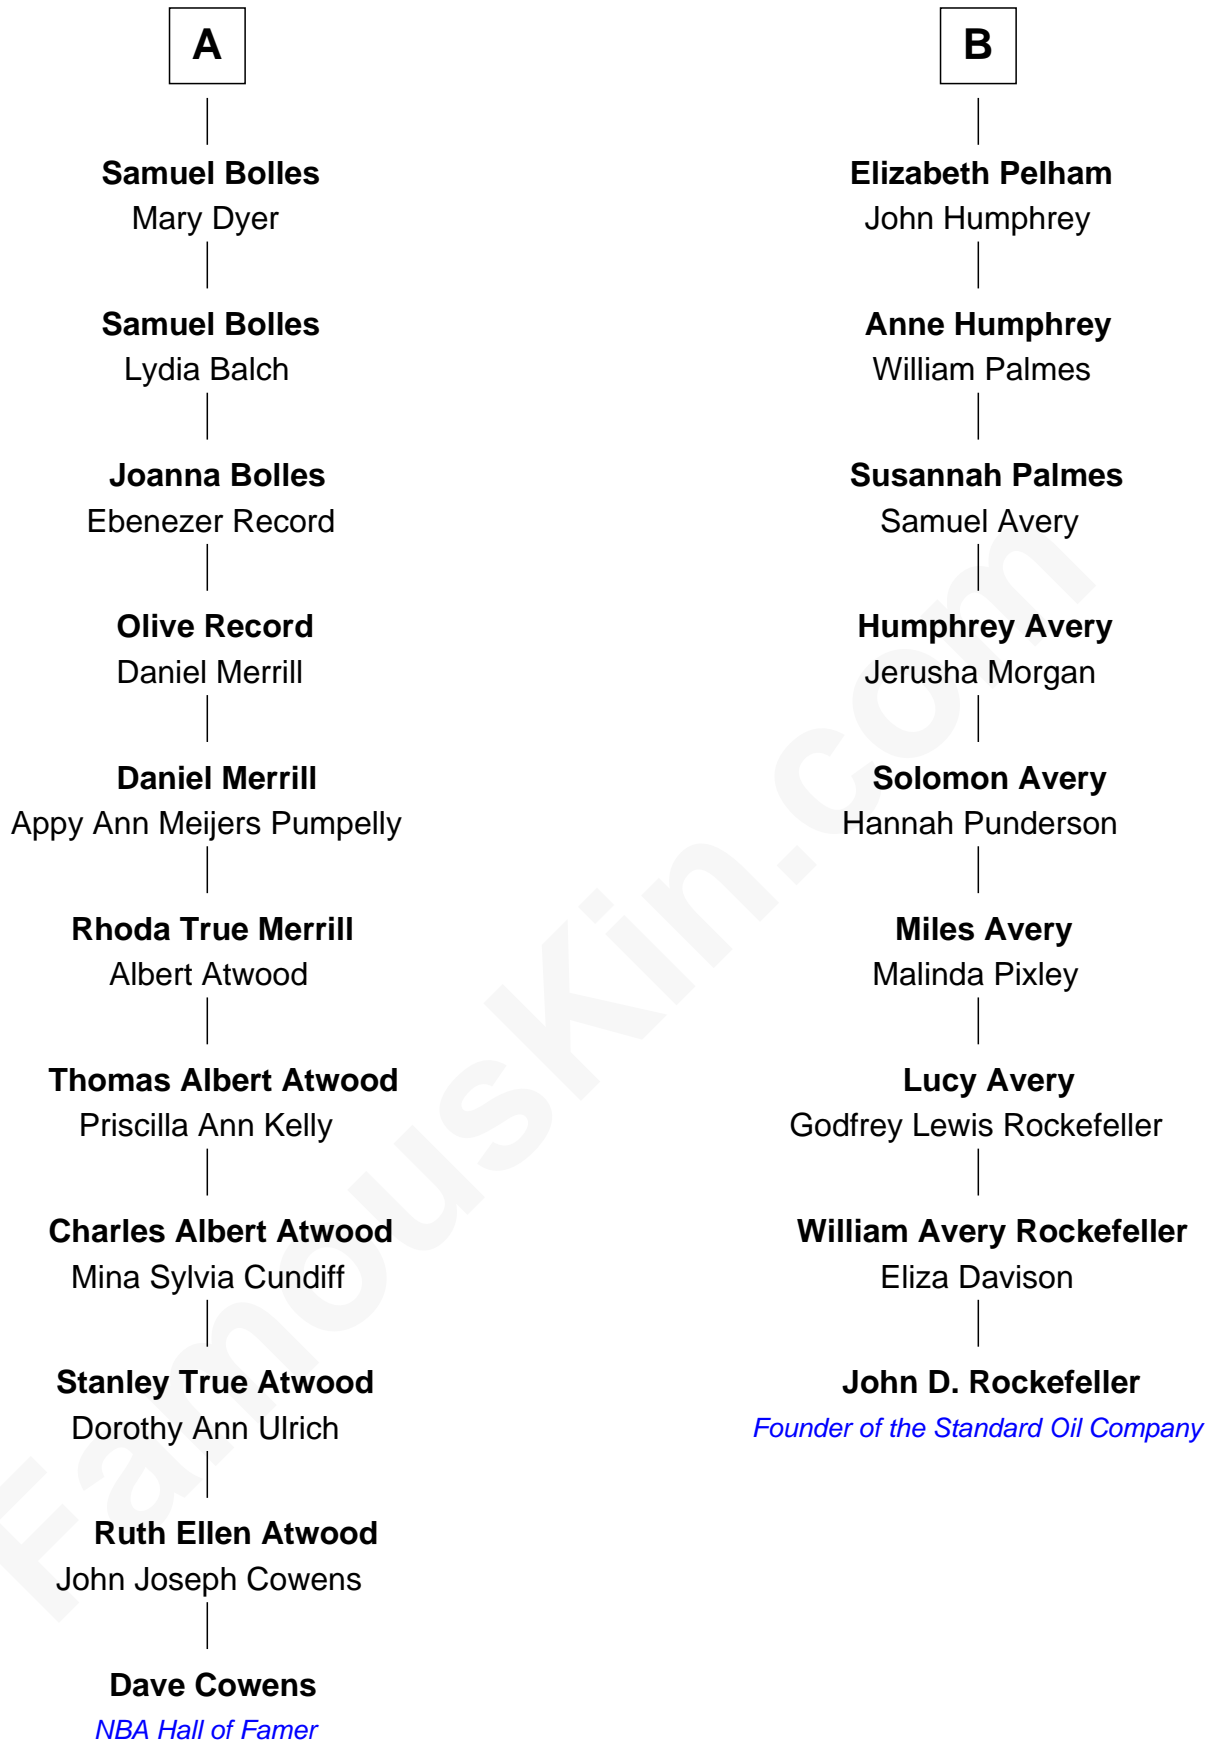 A
Samuel Bolles
Mary Dyer
Samuel Bolles
Lydia Balch
Joanna Bolles
Ebenezer Record
Olive Record
Daniel Merrill
Daniel Merrill
Appy Ann Meijers Pumpelly
Rhoda True Merrill
Albert Atwood
Thomas Albert Atwood
Priscilla Ann Kelly
Charles Albert Atwood
Mina Sylvia Cundiff
Stanley True Atwood
Dorothy Ann Ulrich
Ruth Ellen Atwood
John Joseph Cowens
Dave Cowens
NBA Hall of Famer
B
Elizabeth Pelham
John Humphrey
Anne Humphrey
William Palmes
Susannah Palmes
Samuel Avery
Humphrey Avery
Jerusha Morgan
Solomon Avery
Hannah Punderson
Miles Avery
Malinda Pixley
Lucy Avery
Godfrey Lewis Rockefeller
William Avery Rockefeller
Eliza Davison
John D. Rockefeller
Founder of the Standard Oil Company
FamousKin.com